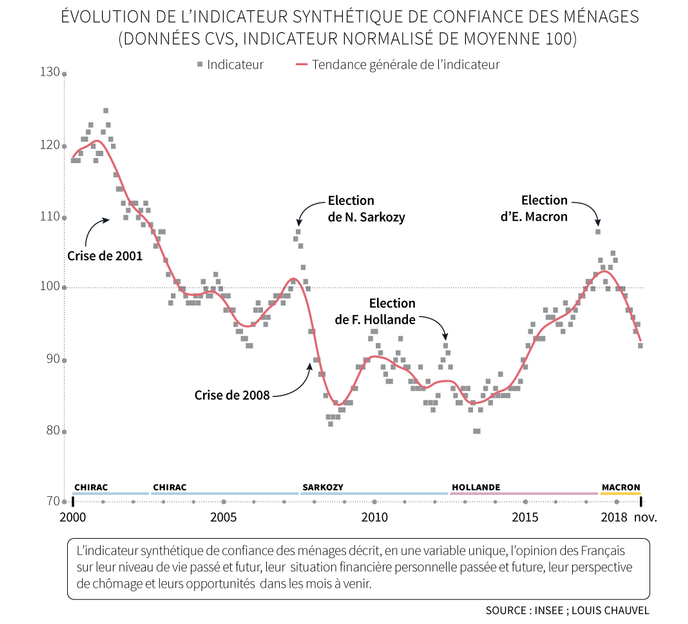 ÉVOLUTION DE L'INDICATEUR SYNTHÉTIQUE DE CONFIANCE DES MÉNAGES
(DONNÉES CVS, INDICATEUR NORMALISÉ DE MOYENNE 100)
Indicateur Tendance générale de l'indicateur
130
120
110
100
90
80
70
Election
de N. Sarkozy
Election
d'E. Macron
Crise de 2001
Election
de F. Hollande
Crise de 2008
CHIRAC CHIRAC SARKOZY HOLLANDE MACRON
2000 2005 2010 2015 2018 nov.
L'indicateur synthétique de confiance des ménages décrit, en une variable unique, l'opinion des Français
sur leur niveau de vie passé et futur, leur situation financière personnelle passée et future, leur perspective
de chômage et leurs opportunités dans les mois à venir.
SOURCE : INSEE ; LOUIS CHAUVEL